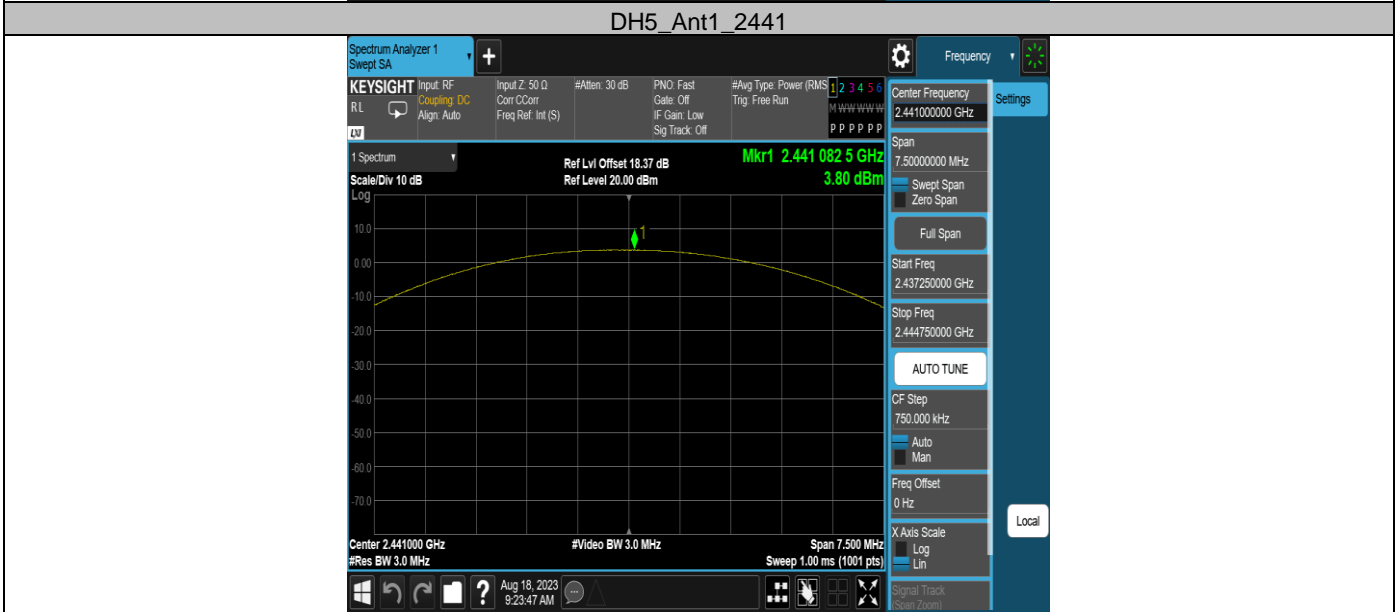 DH5_Ant1_2441
Spectrum Analyzer 1
Swept SA
+
Frequency
KEYSIGHT
RL
LXI
Input: RF
Coupling: DC
Align: Auto
Input Z: 50 Ω
Corr CCorr
Freq Ref: Int (S)
#Atten: 30 dB
PNO: Fast
Gate: Off
IF Gain: Low
Sig Track: Off
#Avg Type: Power (RMS
Trig: Free Run
1 2 3 4 5 6
M W W W W W
P P P P P P
1 Spectrum
Scale/Div 10 dB
Log
Ref Lvl Offset 18.37 dB
Ref Level 20.00 dBm
Mkr1 2.441 082 5 GHz
3.80 dBm
1
10.0
0.00
-10.0
-20.0
-30.0
-40.0
-50.0
-60.0
-70.0
Center 2.441000 GHz
#Res BW 3.0 MHz
#Video BW 3.0 MHz
Span 7.500 MHz
Sweep 1.00 ms (1001 pts)
Center Frequency
2.441000000 GHz
Settings
Span
7.50000000 MHz
Swept Span
Zero Span
Full Span
Start Freq
2.437250000 GHz
Stop Freq
2.444750000 GHz
AUTO TUNE
CF Step
750.000 kHz
Auto
Man
Freq Offset
0 Hz
X Axis Scale
Log
Lin
Local
Signal Track
(Span Zoom)
?
Aug 18, 2023
9:23:47 AM